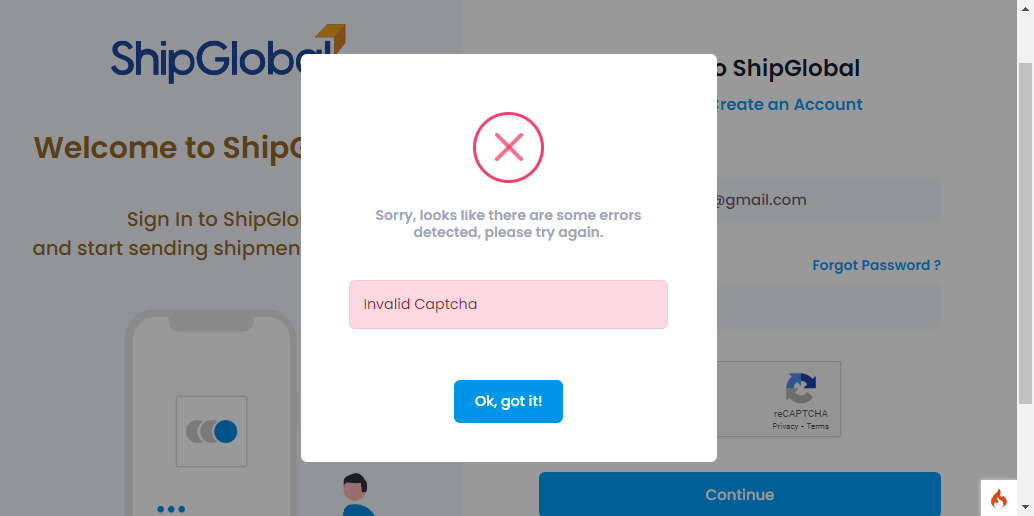 ShipGlobal
Welcome to ShipG
Sign In to ShipGlo
and start sending shipmen
Sorry, looks like there are some errors
detected, please try again.
Invalid Captcha
Ok, got it!
o ShipGlobal
Create an Account
@gmail.com
Forgot Password ?
reCAPTCHA
Privacy - Terms
Continue